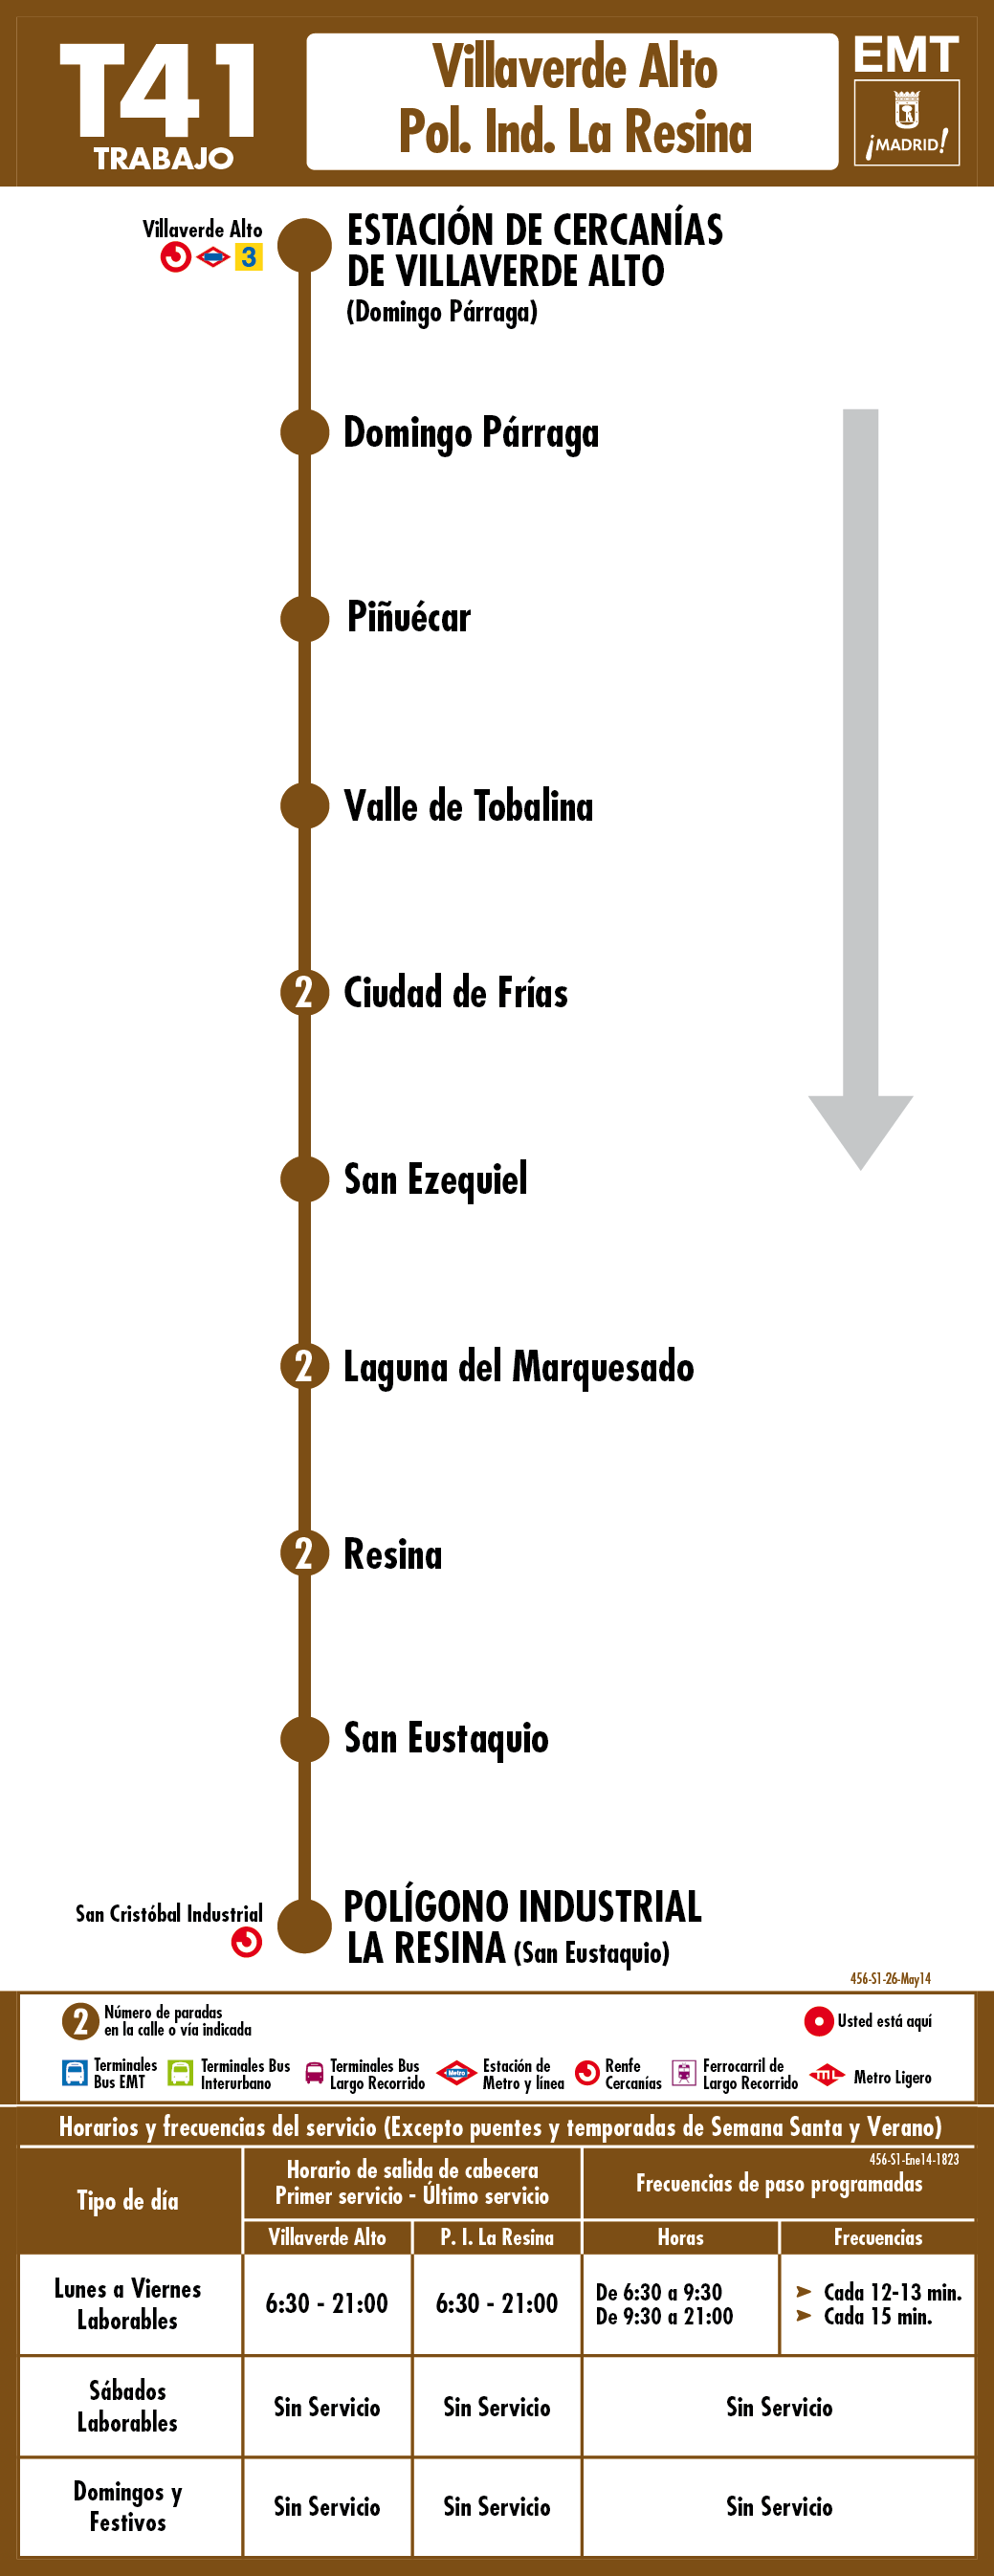 T41
TRABAJO
Villaverde Alto
Pol. Ind. La Resina
EMT
¡MADRID!
Villaverde Alto
3
ESTACIÓN DE CERCANÍAS
DE VILLAVERDE ALTO
(Domingo Párraga)
Domingo Párraga
Piñuécar
Valle de Tobalina
2 Ciudad de Frías
San Ezequiel
2 Laguna del Marquesado
2 Resina
San Eustaquio
San Cristóbal Industrial
POLÍGONO INDUSTRIAL
LA RESINA (San Eustaquio)
456-S1-26-May14
2 Número de paradas
en la calle o vía indicada
Usted está aquí
Terminales
Bus EMT
Terminales Bus
Interurbano
Terminales Bus
Largo Recorrido
Metro
Estación de
Metro y línea
Renfe
Cercanías
Ferrocarril de
Largo Recorrido
mL
Metro Ligero
Horarios y frecuencias del servicio (Excepto puentes y temporadas de Semana Santa y Verano)
456-S1-Ene14-1823
Tipo de día
Horario de salida de cabecera
Primer servicio - Último servicio
Frecuencias de paso programadas
Villaverde Alto
P. I. La Resina
Horas
Frecuencias
Lunes a Viernes
Laborables
6:30 - 21:00
6:30 - 21:00
De 6:30 a 9:30
De 9:30 a 21:00
➤ Cada 12-13 min.
➤ Cada 15 min.
Sábados
Laborables
Sin Servicio
Sin Servicio
Sin Servicio
Domingos y
Festivos
Sin Servicio
Sin Servicio
Sin Servicio